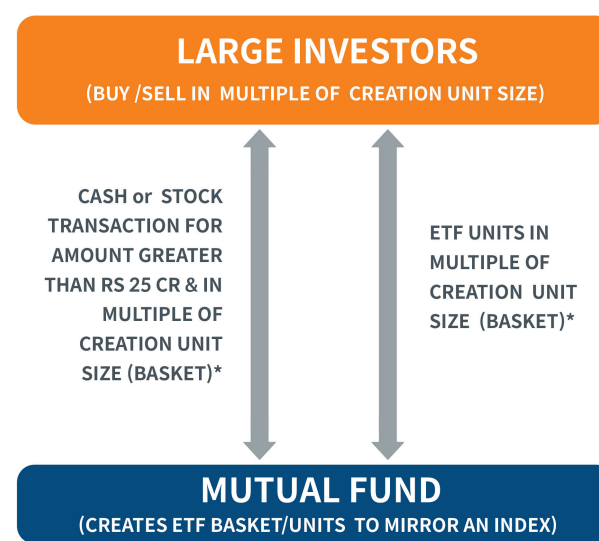 LARGE INVESTORS
(BUY /SELL IN MULTIPLE OF CREATION UNIT SIZE)
CASH or STOCK
TRANSACTION FOR
AMOUNT GREATER
THAN RS 25 CR & IN
MULTIPLE OF
CREATION UNIT
SIZE (BASKET)*
ETF UNITS IN
MULTIPLE OF
CREATION UNIT
SIZE (BASKET)*
MUTUAL FUND
(CREATES ETF BASKET/UNITS TO MIRROR AN INDEX)